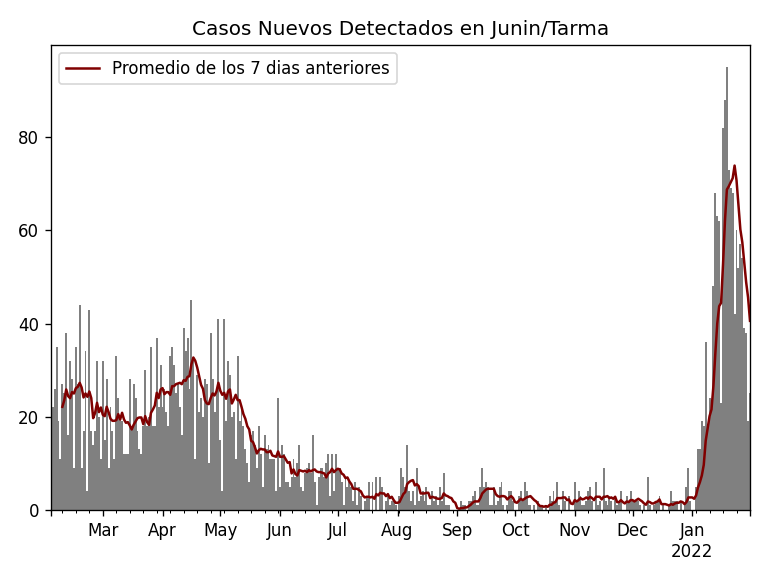 Casos Nuevos Detectados en Junin/Tarma
Promedio de los 7 dias anteriores
80
60
40
20
0
Mar Apr May Jun Jul Aug Sep Oct Nov Dec Jan
2022